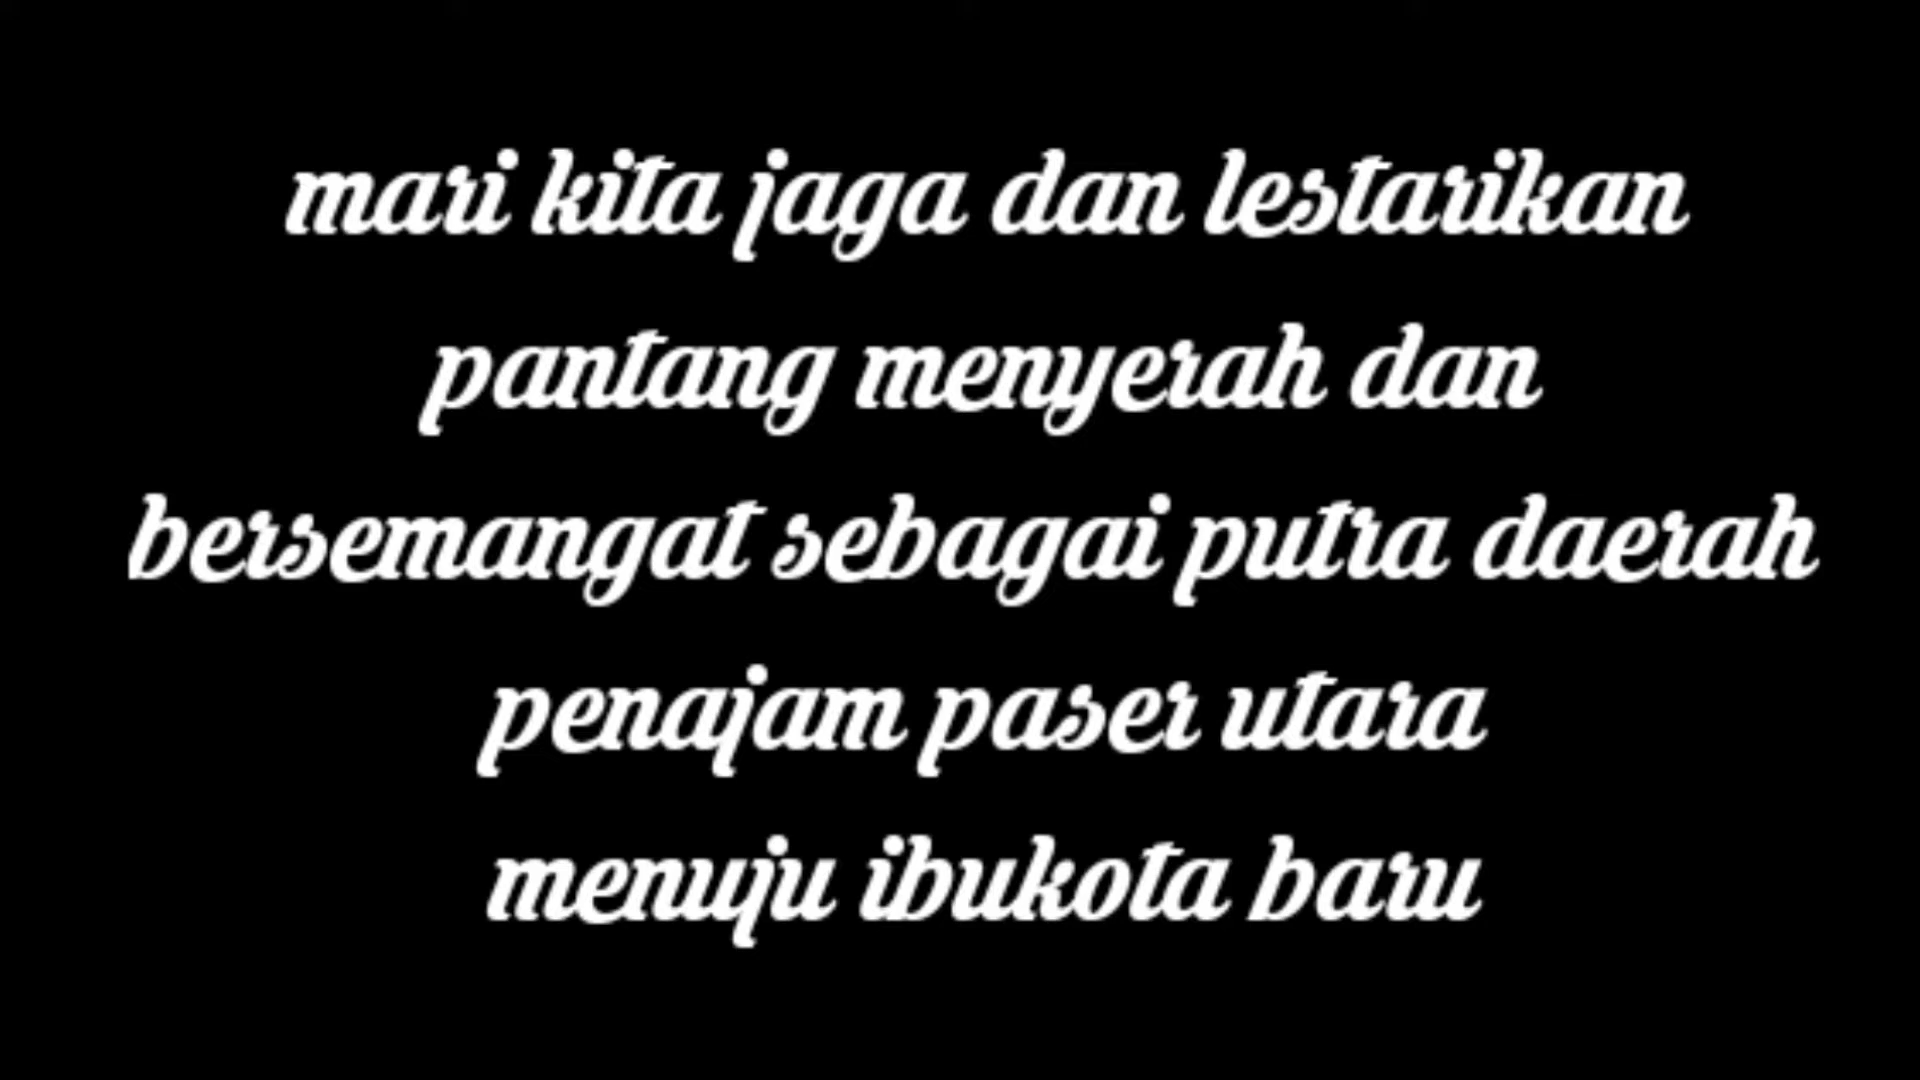 mari kita jaga dan lestarikan
pantang menyerah dan
bersemangat sebagai putra daerah
penajam paser utara
menuju ibukota baru